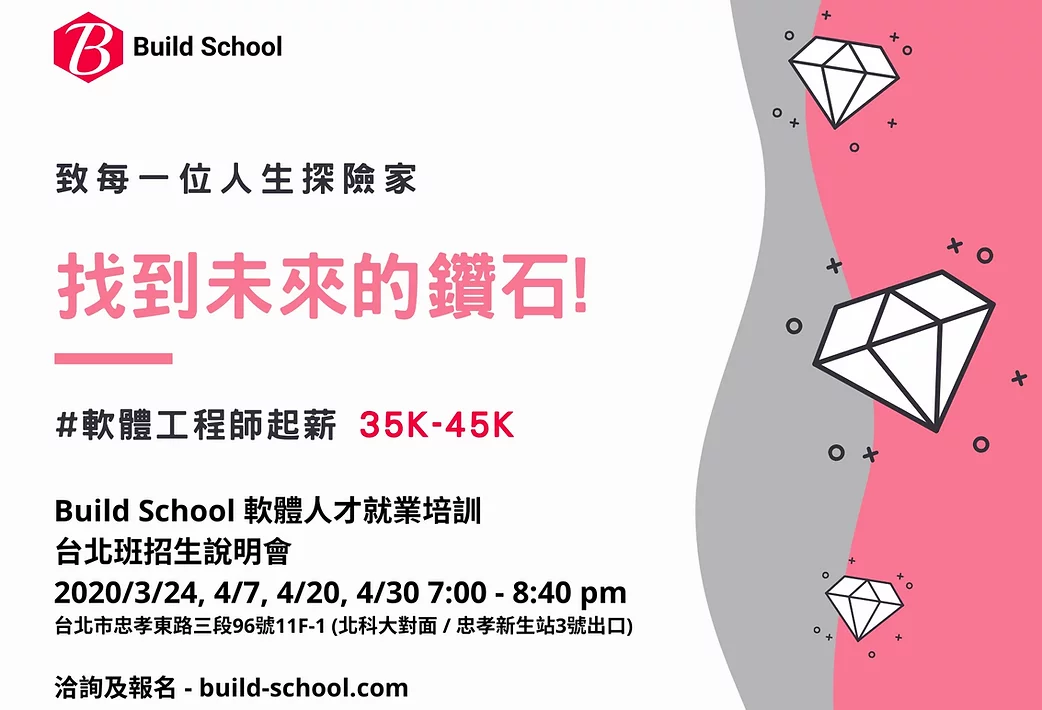 B Build School
致每一位人生探險家
找到未來的鑽石!
#軟體工程師起薪 35K-45K
Build School 軟體人才就業培訓
台北班招生說明會
2020/3/24, 4/7, 4/20, 4/30 7:00 - 8:40 pm
台北市忠孝東路三段96號11F-1 (北科大對面 / 忠孝新生站3號出口)
洽詢及報名 - build-school.com